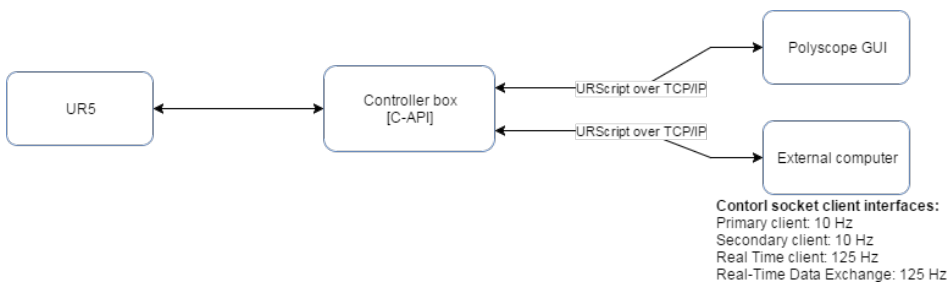 UR5
Controller box
[C-API]
URScript over TCP/IP
URScript over TCP/IP
Polyscope GUI
External computer
Contorl socket client interfaces:
Primary client: 10 Hz
Secondary client: 10 Hz
Real Time client: 125 Hz
Real-Time Data Exchange: 125 Hz